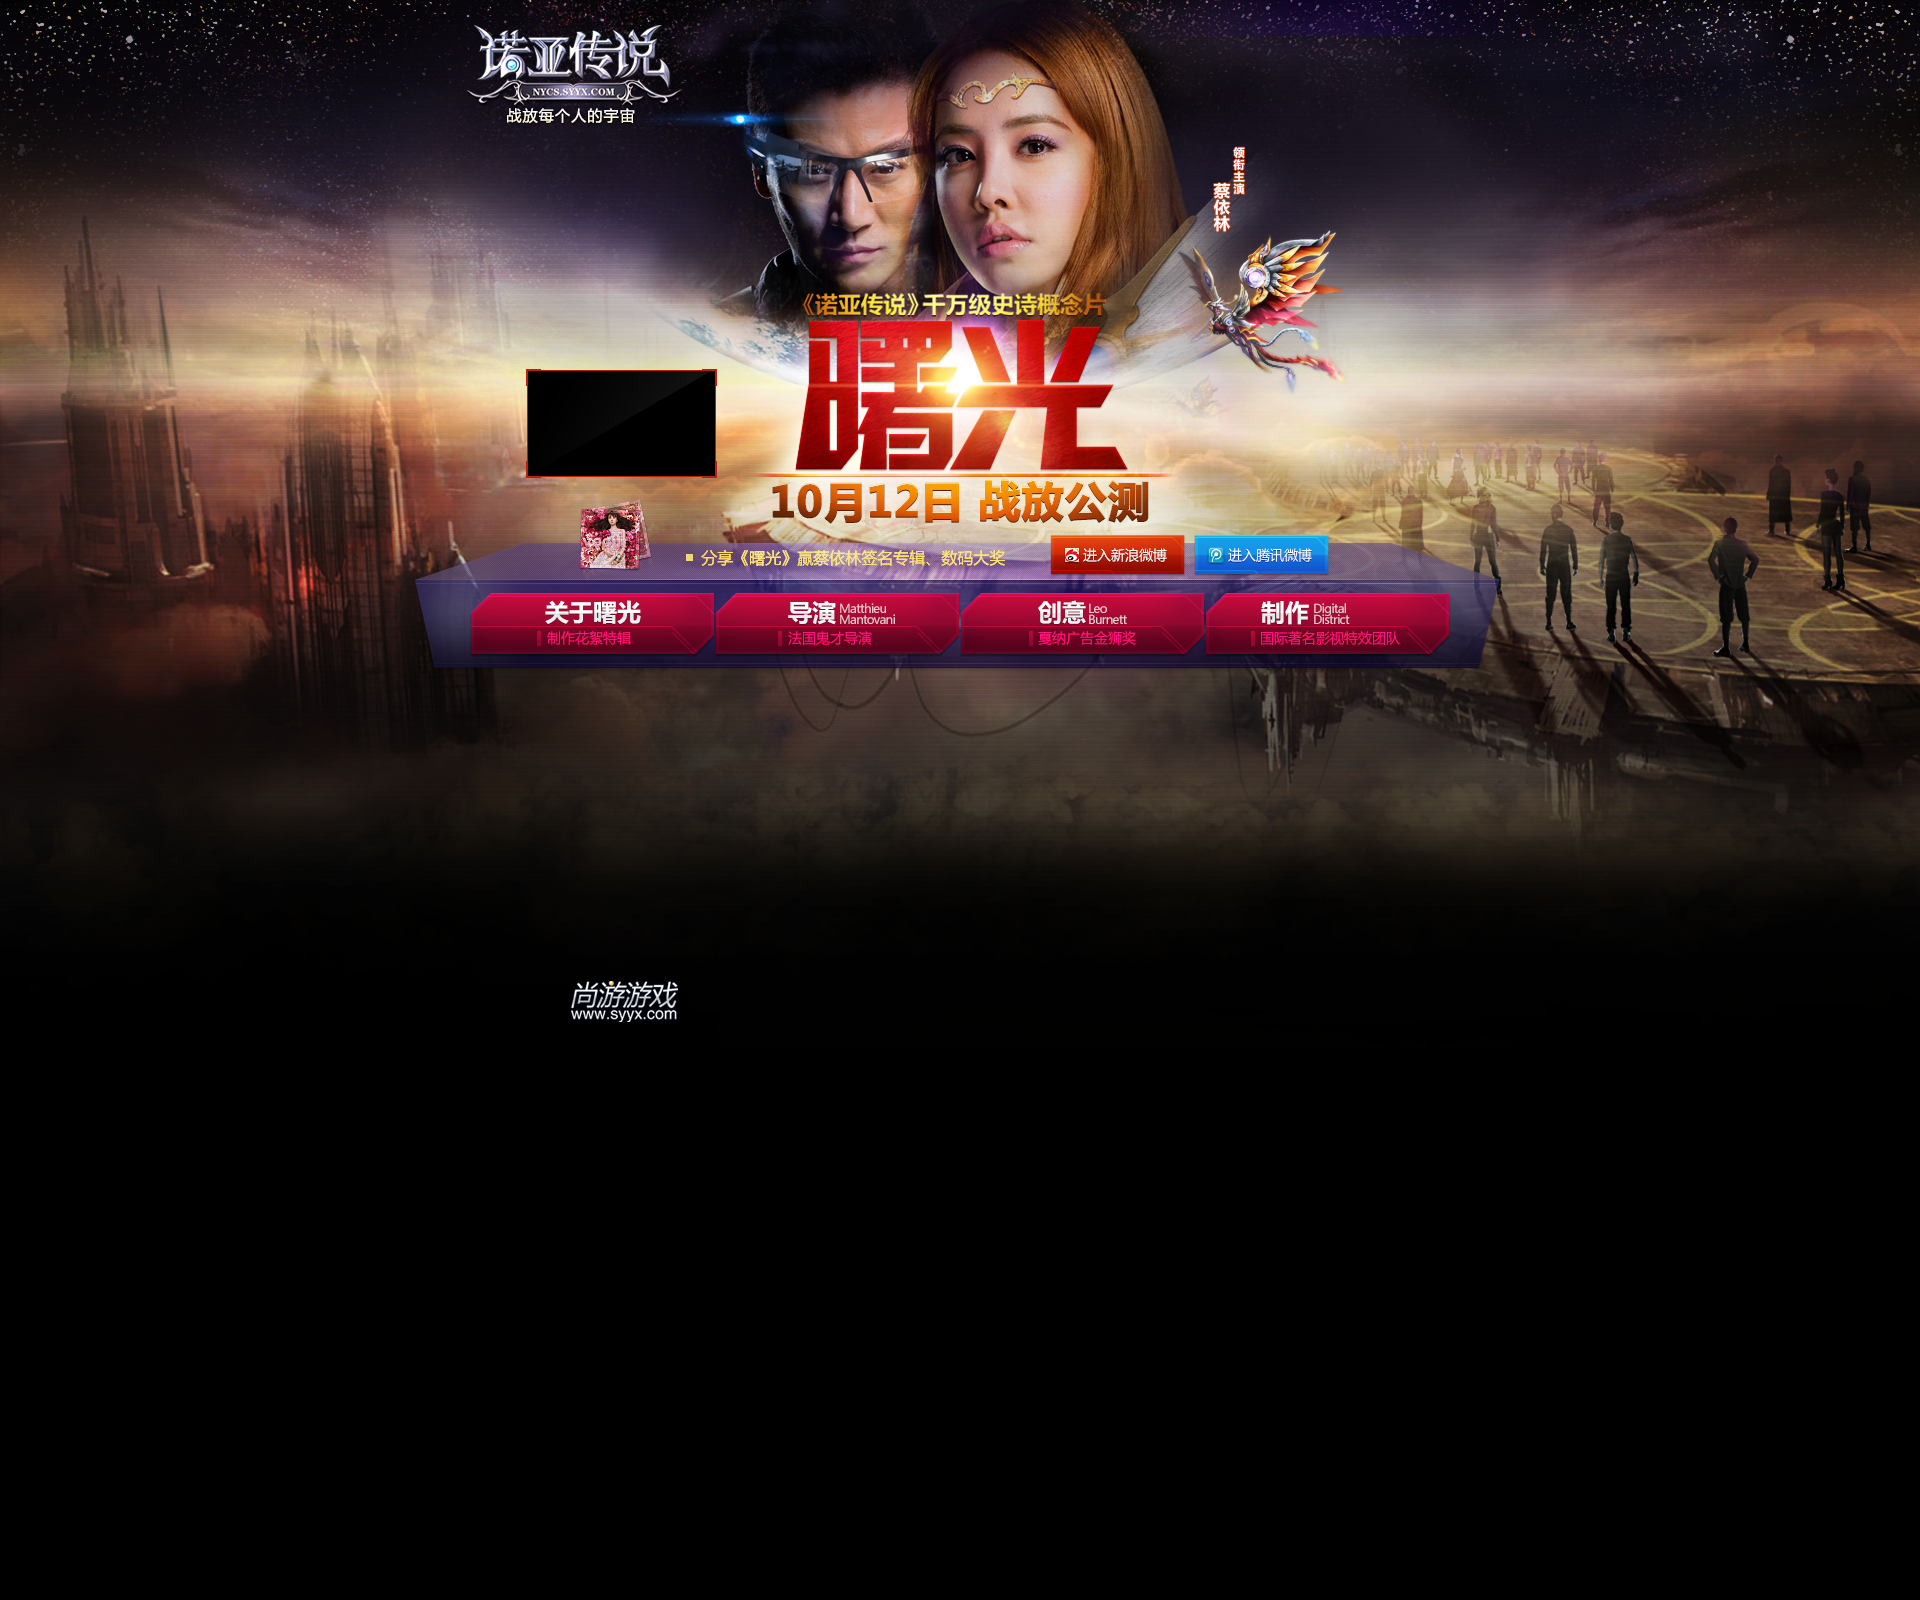 诺亚传说
NYCS.SYYX.COM
战放每个人的宇宙
领衔主演
蔡依林
《诺亚传说》千万级史诗概念片
曙光
10月12日 战放公测
分享《曙光》赢蔡依林签名专辑、数码大奖
进入新浪微博
进入腾讯微博
关于曙光
制作花絮特辑
导演 Matthieu Mantovani
法国鬼才导演
创意 Leo Burnett
戛纳广告金狮奖
制作 Digital District
国际著名影视特效团队
尚游游戏
www.syyx.com